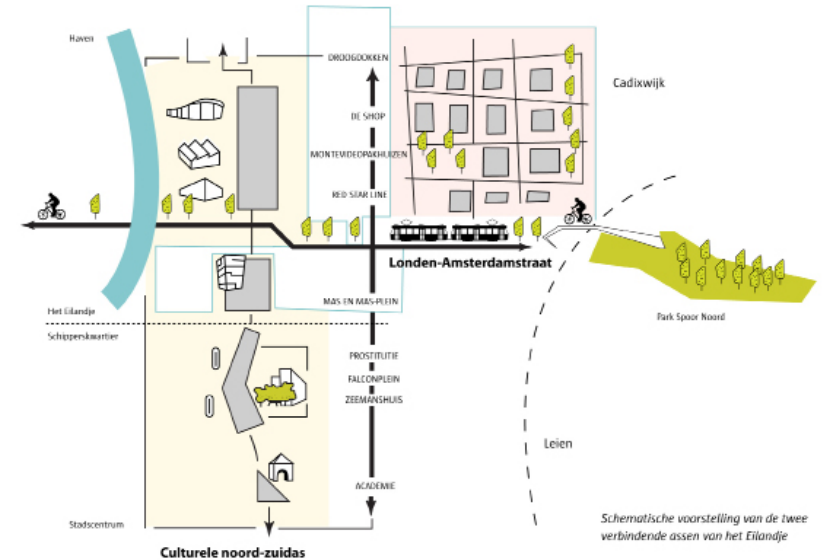 Haven
DROOGDOKKEN
Cadixwijk
DE SHOP
MONTEVIDEOPAKHUIZEN
RED STAR LINE
Londen-Amsterdamstraat
MAS EN MAS-PLEIN
Het Eilandje
Park Spoor Noord
Schipperskwartier
PROSTITUTIE
FALCONPLEIN
ZEEMANSHUIS
Leien
ACADEMIE
Stadscentrum
Schematische voorstelling van de twee
verbindende assen van het Eilandje
Culturele noord-zuidas